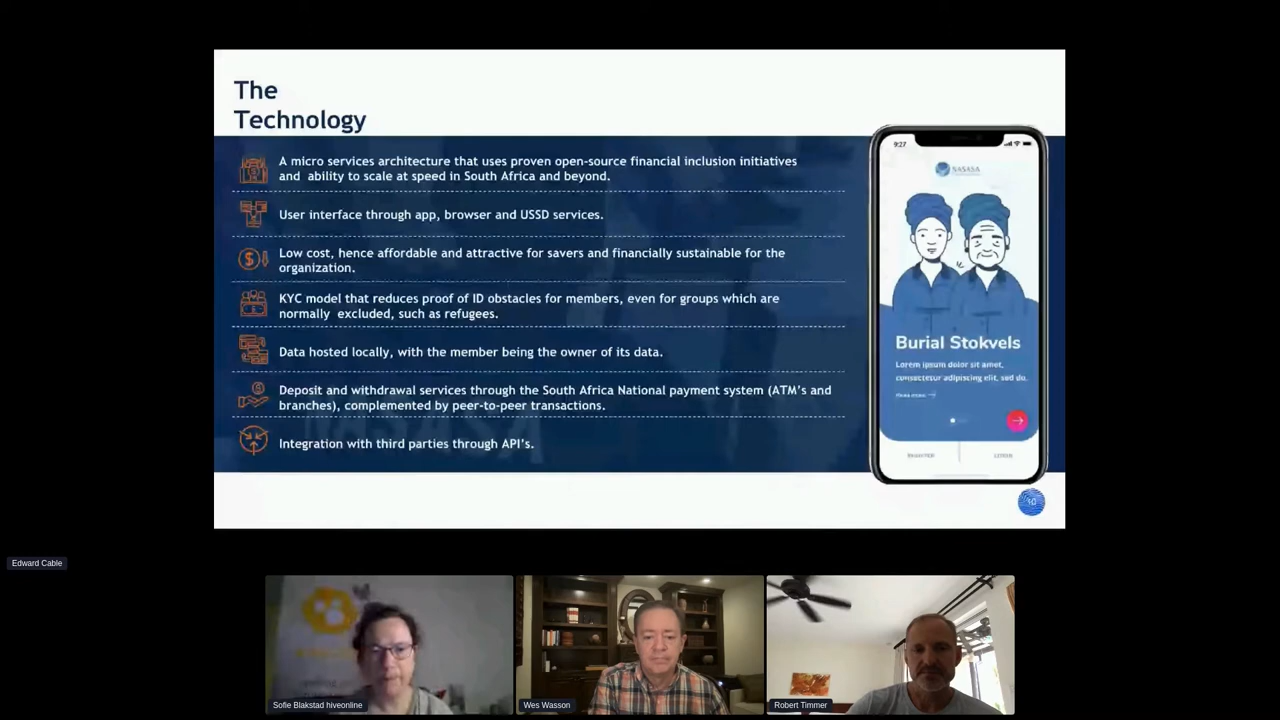 The
Technology
A micro services architecture that uses proven open-source financial inclusion initiatives
and ability to scale at speed in South Africa and beyond.
User interface through app, browser and USSD services.
Low cost, hence affordable and attractive for savers and financially sustainable for the
organization.
KYC model that reduces proof of ID obstacles for members, even for groups which are
normally excluded, such as refugees.
Data hosted locally, with the member being the owner of its data.
Deposit and withdrawal services through the South Africa National payment system (ATM's and
branches), complemented by peer-to-peer transactions.
Integration with third parties through API's.
9:27
SASASA
Burial Stokvels
Lorem ipsum dolor sit amet,
consectetur adipiscing elit, sed do.
Read more
REGISTER
10
Edward Cable
Sofie Blakstad hiveonline
Wes Wasson
Robert Timmer